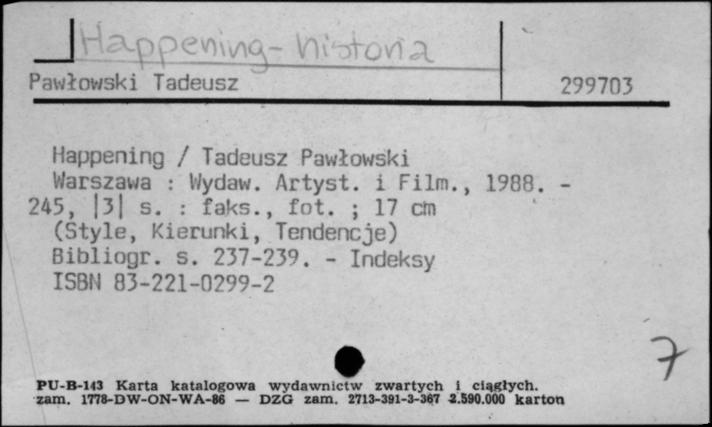 Happening - historia
Pawłowski Tadeusz 299703
Happening / Tadeusz Pawłowski
Warszawa : Wydaw. Artyst. i Film., 1988. -
245, |3| s. : faks., fot. ; 17 cm
(Style, Kierunki, Tendencje)
Bibliogr. s. 237-239. - Indeksy
ISBN 83-221-0299-2
7
PU-B-143 Karta katalogowa wydawnictw zwartych i ciągłych.
zam. 1778-DW-ON-WA-86 — DZG zam. 2713-391-3-367 2.590.000 karton